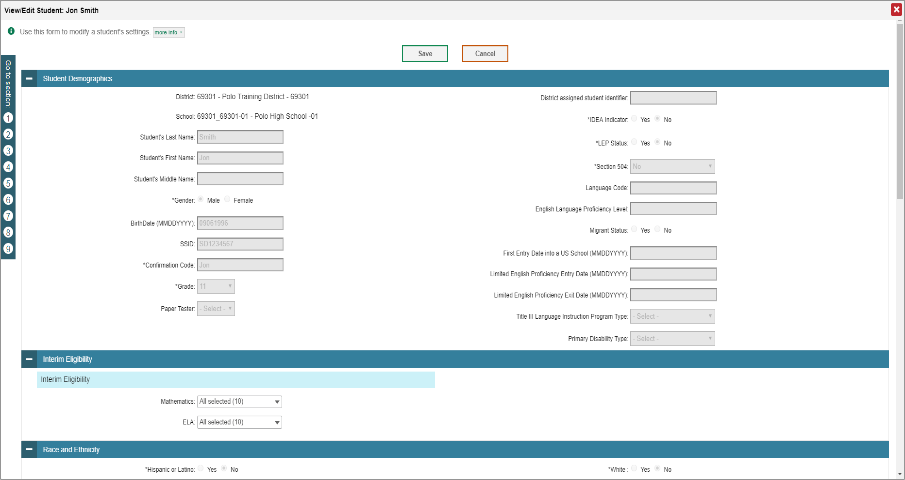 View/Edit Student: Jon Smith
Use this form to modify a student's settings. more info
Save Cancel
Go to section
1
2
3
4
5
6
7
8
9
Student Demographics
District: 69301 - Polo Training District - 69301
School: 69301_69301-01 - Polo High School -01
Student's Last Name: Smith
Student's First Name: Jon
Student's Middle Name:
*Gender: Male Female
BirthDate (MMDDYYYY):
SSID:
*Confirmation Code: Jon
*Grade: 11
Paper Tester: - Select -
District assigned student identifier:
*IDEA Indicator: Yes No
*LEP Status: Yes No
*Section 504: No
Language Code:
English Language Proficiency Level:
Migrant Status: Yes No
First Entry Date into a US School (MMDDYYYY):
Limited English Proficiency Entry Date (MMDDYYYY):
Limited English Proficiency Exit Date (MMDDYYYY):
Title III Language Instruction Program Type: - Select -
Primary Disability Type: - Select -
Interim Eligibility
Interim Eligibility
Mathematics: All selected (10)
ELA: All selected (10)
Race and Ethnicity
*Hispanic or Latino: Yes No
*White : Yes No